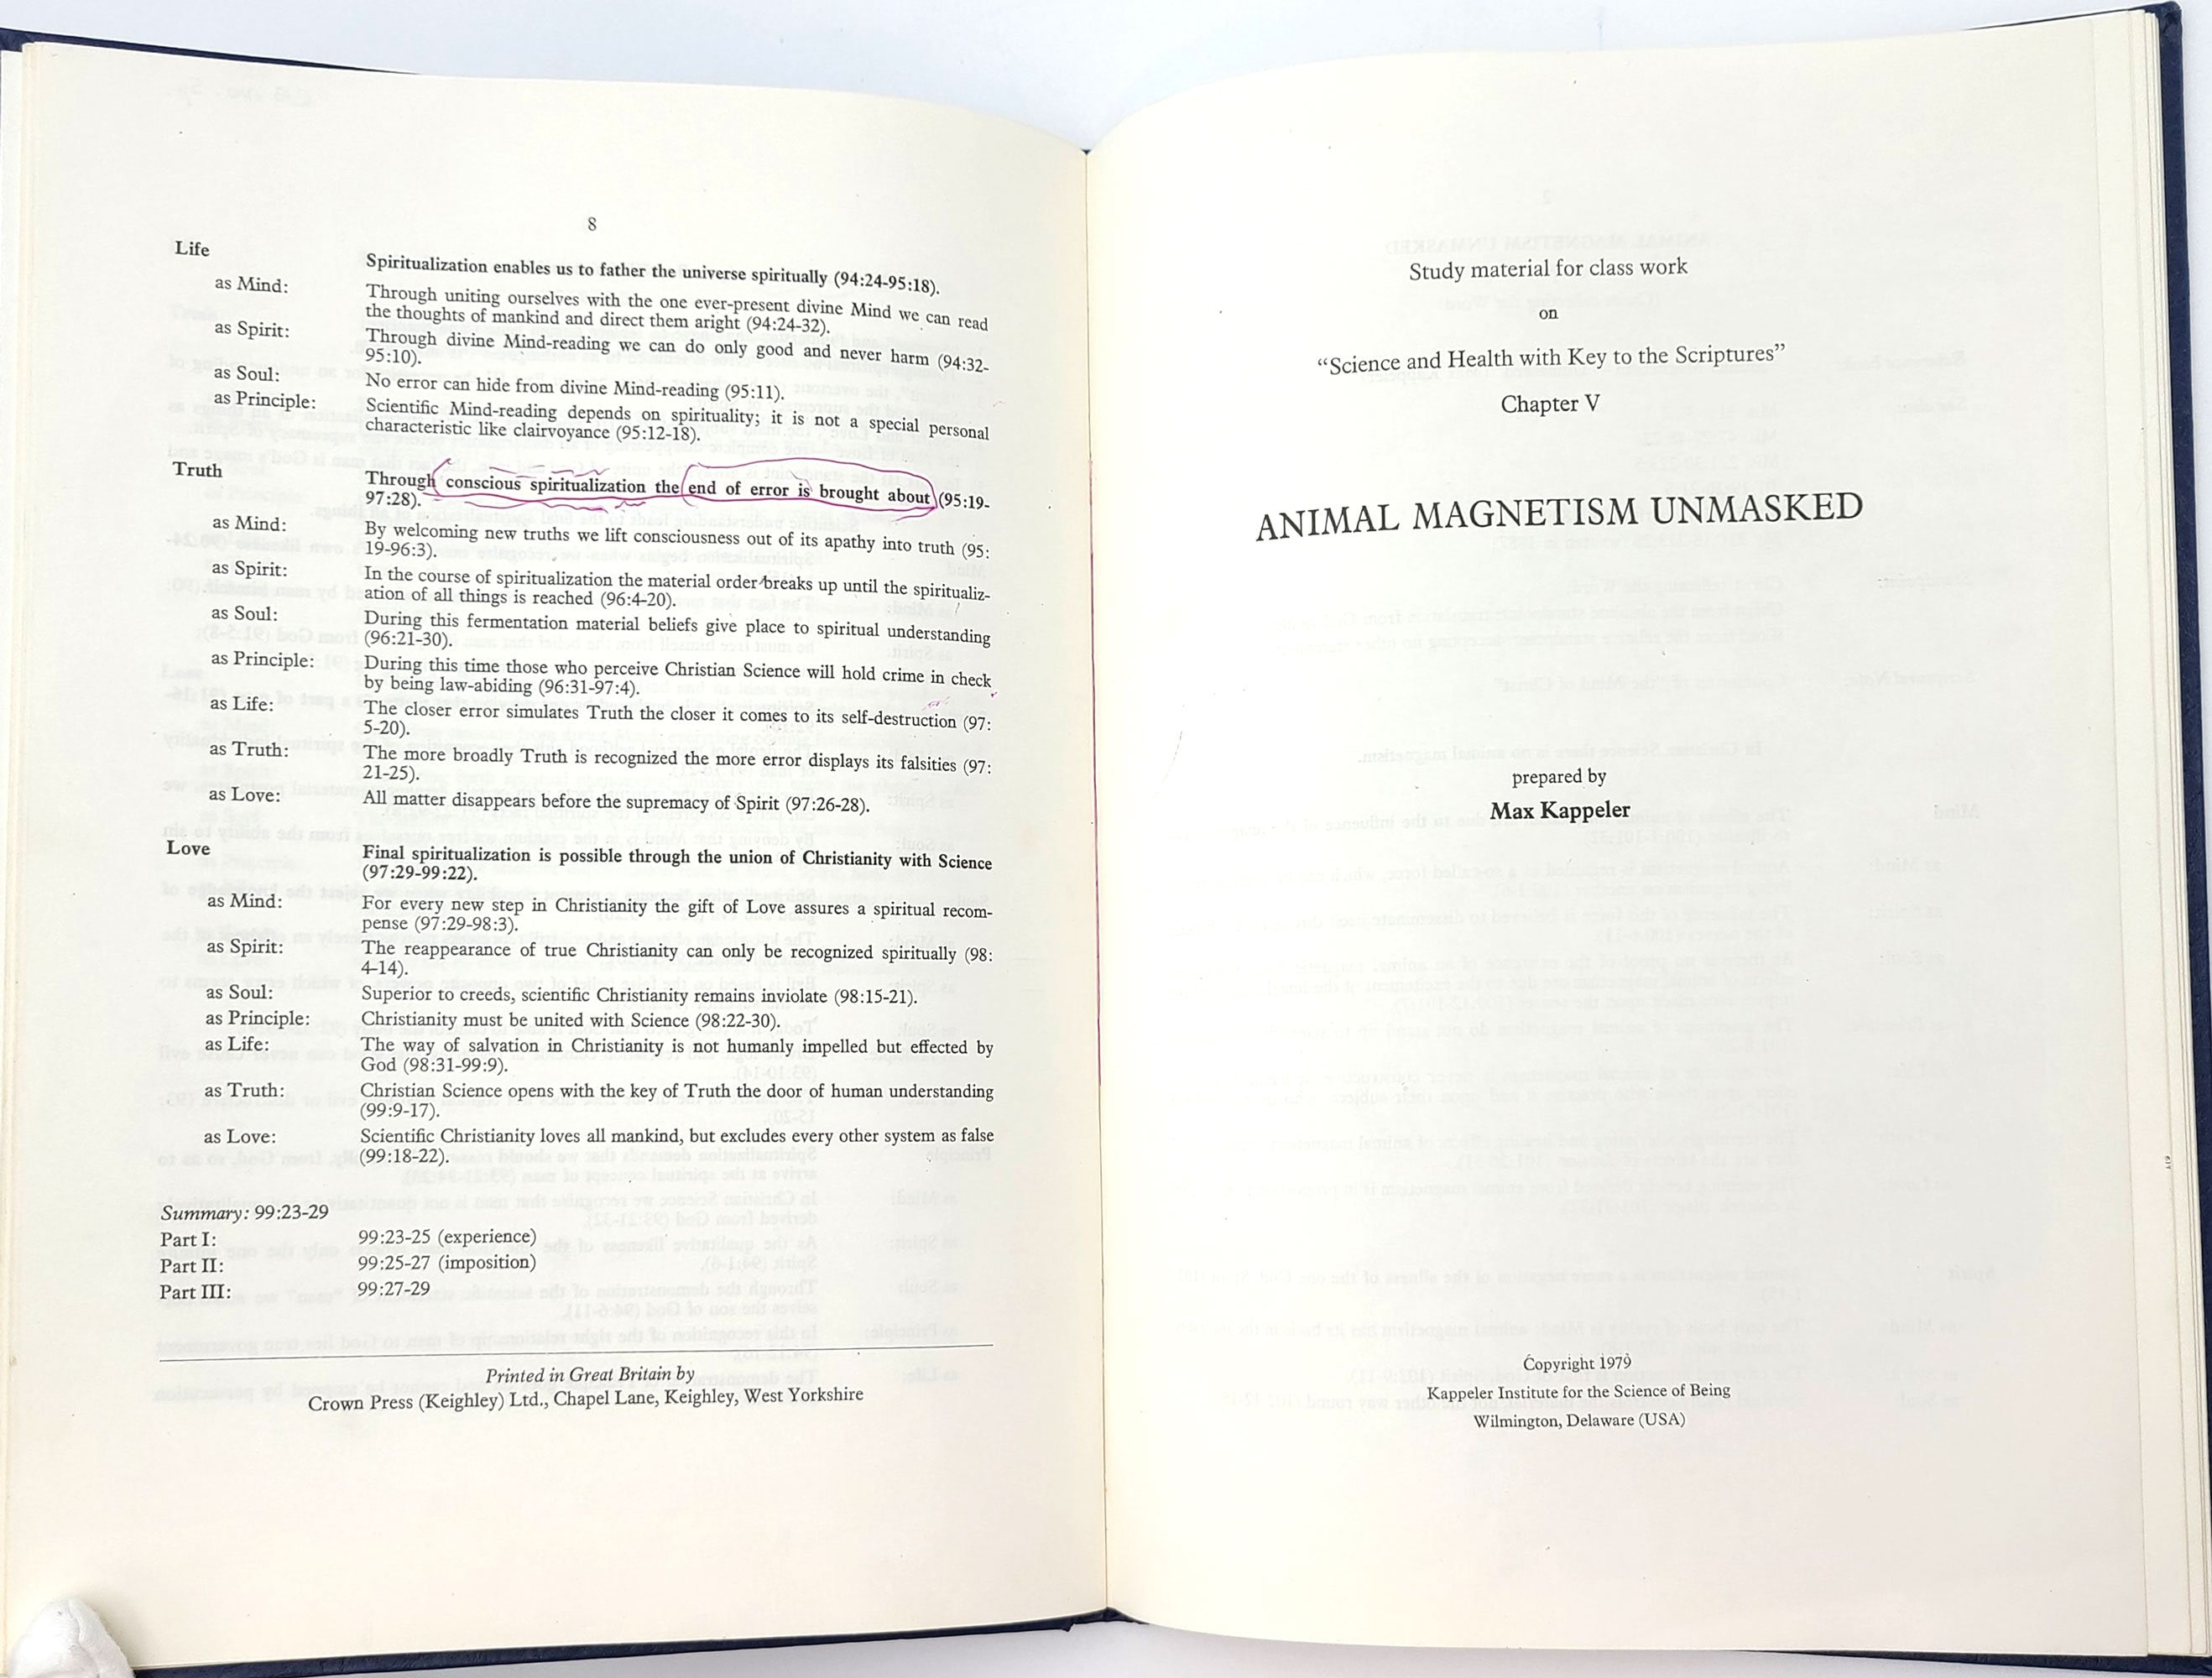 8
Life
Spiritualization enables us to father the universe spiritually (94:24-95:18).
as Mind: Through uniting ourselves with the one ever-present divine Mind we can read
the thoughts of mankind and direct them aright (94:24-32).
as Spirit: Through divine Mind-reading we can do only good and never harm (94:32-
95:10).
as Soul: No error can hide from divine Mind-reading (95:11).
as Principle: Scientific Mind-reading depends on spirituality; it is not a special personal
characteristic like clairvoyance (95:12-18).
Truth Through conscious spiritualization the end of error is brought about (95:19-
97:28).
as Mind: By welcoming new truths we lift consciousness out of its apathy into truth (95:
19-96:3).
as Spirit: In the course of spiritualization the material order breaks up until the spiritualiz-
ation of all things is reached (96:4-20).
as Soul: During this fermentation material beliefs give place to spiritual understanding
(96:21-30).
as Principle: During this time those who perceive Christian Science will hold crime in check
by being law-abiding (96:31-97:4).
as Life: The closer error simulates Truth the closer it comes to its self-destruction (97:
5-20).
as Truth: The more broadly Truth is recognized the more error displays its falsities (97:
21-25).
as Love: All matter disappears before the supremacy of Spirit (97:26-28).
Love Final spiritualization is possible through the union of Christianity with Science
(97:29-99:22).
as Mind: For every new step in Christianity the gift of Love assures a spiritual recom-
pense (97:29-98:3).
as Spirit: The reappearance of true Christianity can only be recognized spiritually (98:
4-14).
as Soul: Superior to creeds, scientific Christianity remains inviolate (98:15-21).
as Principle: Christianity must be united with Science (98:22-30).
as Life: The way of salvation in Christianity is not humanly impelled but effected by
God (98:31-99:9).
as Truth: Christian Science opens with the key of Truth the door of human understanding
(99:9-17).
as Love: Scientific Christianity loves all mankind, but excludes every other system as false
(99:18-22).
Summary: 99:23-29
Part I: 99:23-25 (experience)
Part II: 99:25-27 (imposition)
Part III: 99:27-29
Printed in Great Britain by
Crown Press (Keighley) Ltd., Chapel Lane, Keighley, West Yorkshire
Study material for class work
on
“Science and Health with Key to the Scriptures”
Chapter V
ANIMAL MAGNETISM UNMASKED
prepared by
Max Kappeler
Copyright 1979
Kappeler Institute for the Science of Being
Wilmington, Delaware (USA)